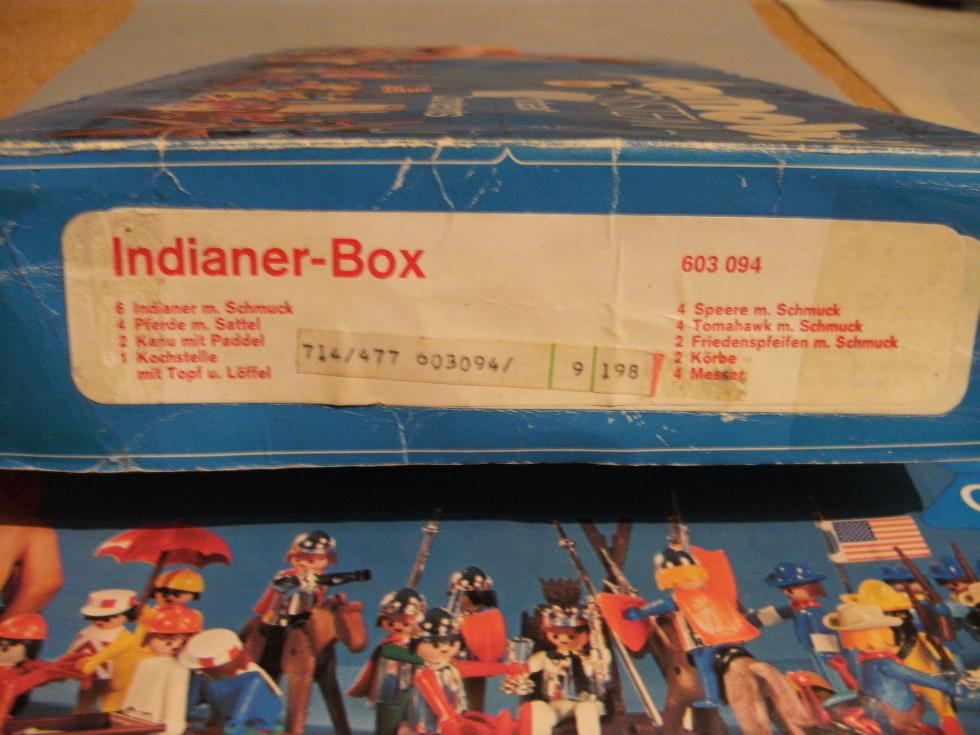 Indianer-Box
603 094
6 Indianer m. Schmuck
4 Pferde m. Sattel
2 Kanu mit Paddel
1 Kochstelle
mit Topf u. Löffel
4 Speere m. Schmuck
4 Tomahawk m. Schmuck
2 Friedenspfeifen m. Schmuck
2 Körbe
4 Messer
714/477 603094/ 9 198